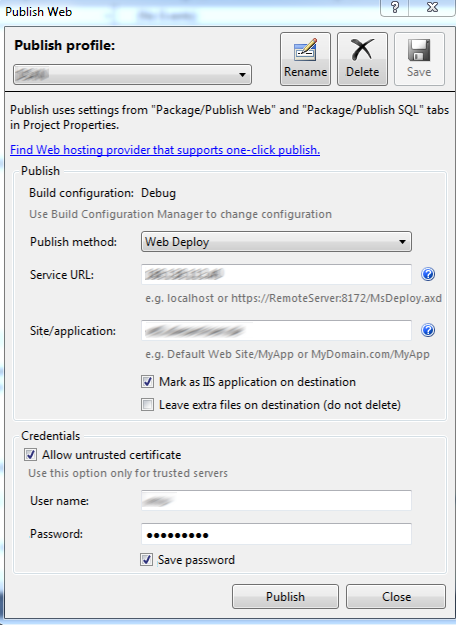 Publish Web
Publish profile:
Rename
Delete
Save
Publish uses settings from "Package/Publish Web" and "Package/Publish SQL" tabs
in Project Properties.
Find Web hosting provider that supports one-click publish.
Publish
Build configuration: Debug
Use Build Configuration Manager to change configuration
Publish method: Web Deploy
Service URL:
e.g. localhost or https://RemoteServer:8172/MsDeploy.axd
Site/application:
e.g. Default Web Site/MyApp or MyDomain.com/MyApp
Mark as IIS application on destination
Leave extra files on destination (do not delete)
Credentials
Allow untrusted certificate
Use this option only for trusted servers
User name:
Password: •••••••••
Save password
Publish
Close